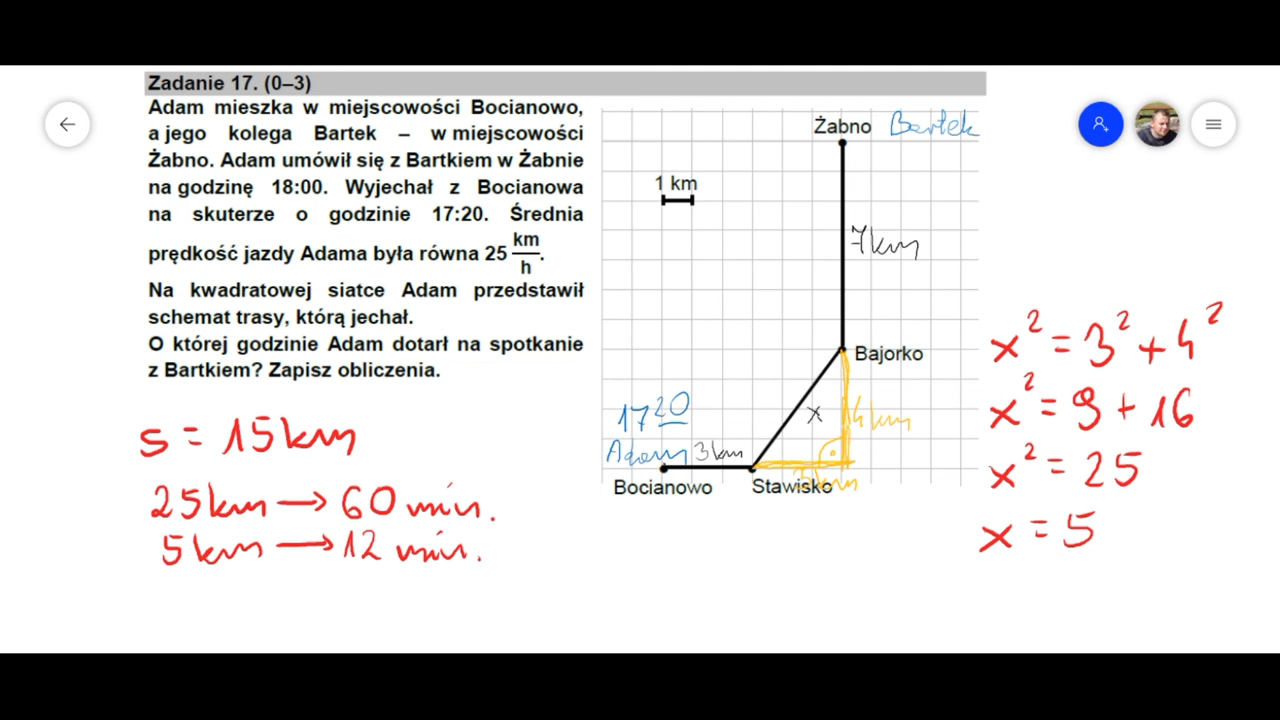 Zadanie 17. (0–3)
Adam mieszka w miejscowości Bocianowo,
a jego kolega Bartek – w miejscowości
Żabno. Adam umówił się z Bartkiem w Żabnie
na godzinę 18:00. Wyjechał z Bocianowa
na skuterze o godzinie 17:20. Średnia
prędkość jazdy Adama była równa 25 km/h.
Na kwadratowej siatce Adam przedstawił
schemat trasy, którą jechał.
O której godzinie Adam dotarł na spotkanie
z Bartkiem? Zapisz obliczenia.
Żabno Bartek
1 km
7km
Bajorko
x
4km
17 20
Adam 3km
3km
Bocianowo Stawisko
s = 15km
25km → 60 min.
5km → 12 min.
x² = 3² + 4²
x² = 9 + 16
x² = 25
x = 5